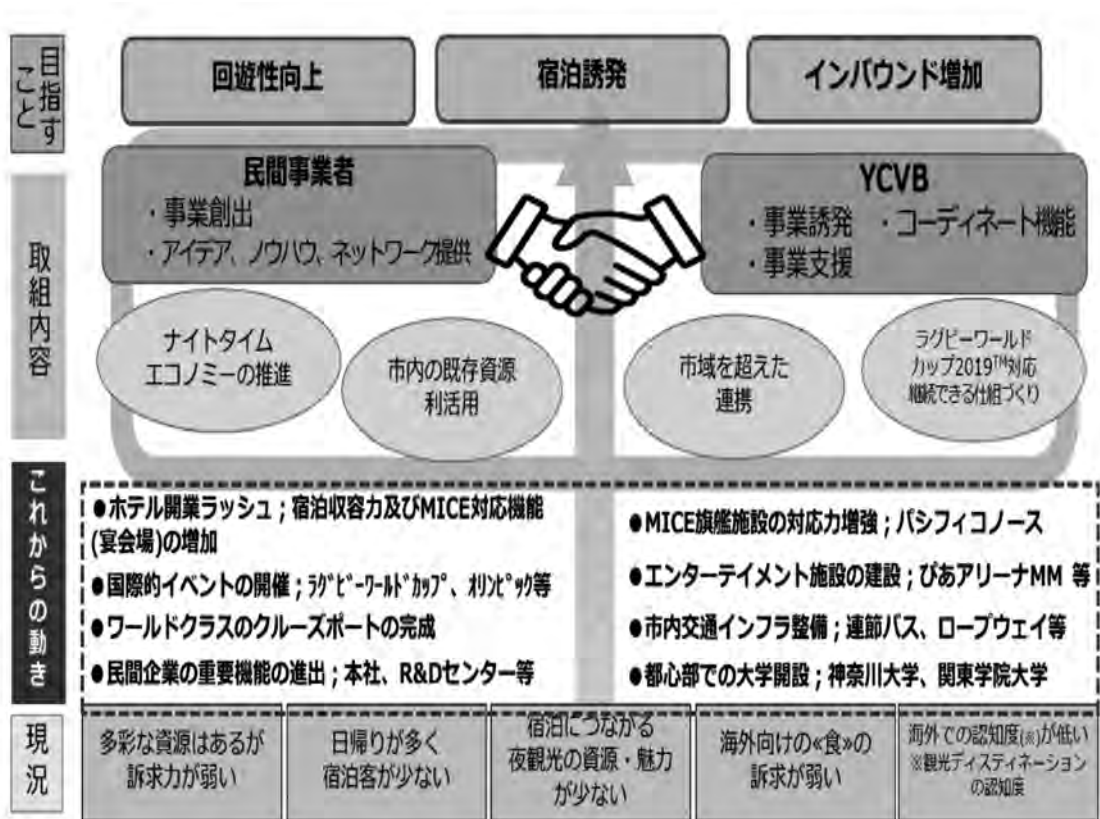 目指す
こと
回遊性向上
宿泊誘発
インバウンド増加
取組内容
民間事業者
・事業創出
・アイデア、ノウハウ、ネットワーク提供
YCVB
・事業誘発 ・コーディネート機能
・事業支援
ナイトタイム
エコノミーの推進
市内の既存資源
利活用
市域を超えた
連携
ラグビーワールド
カップ2019™対応
継続できる仕組づくり
これからの動き
●ホテル開業ラッシュ；宿泊収容力及びMICE対応機能
(宴会場)の増加
●国際的イベントの開催；ﾗｸﾞﾋﾞｰﾜｰﾙﾄﾞｶｯﾌﾟ、ｵﾘﾝﾋﾟｯｸ等
●ワールドクラスのクルーズポートの完成
●民間企業の重要機能の進出；本社、R&Dセンター等
●MICE旗艦施設の対応力増強；パシフィコノース
●エンターテイメント施設の建設；ぴあアリーナMM 等
●市内交通インフラ整備；連節バス、ロープウェイ等
●都心部での大学開設；神奈川大学、関東学院大学
現況
多彩な資源はあるが
訴求力が弱い
日帰りが多く
宿泊客が少ない
宿泊につながる
夜観光の資源・魅力
が少ない
海外向けの≪食≫の
訴求が弱い
海外での認知度(※)が低い
※観光ディスティネーション
の認知度